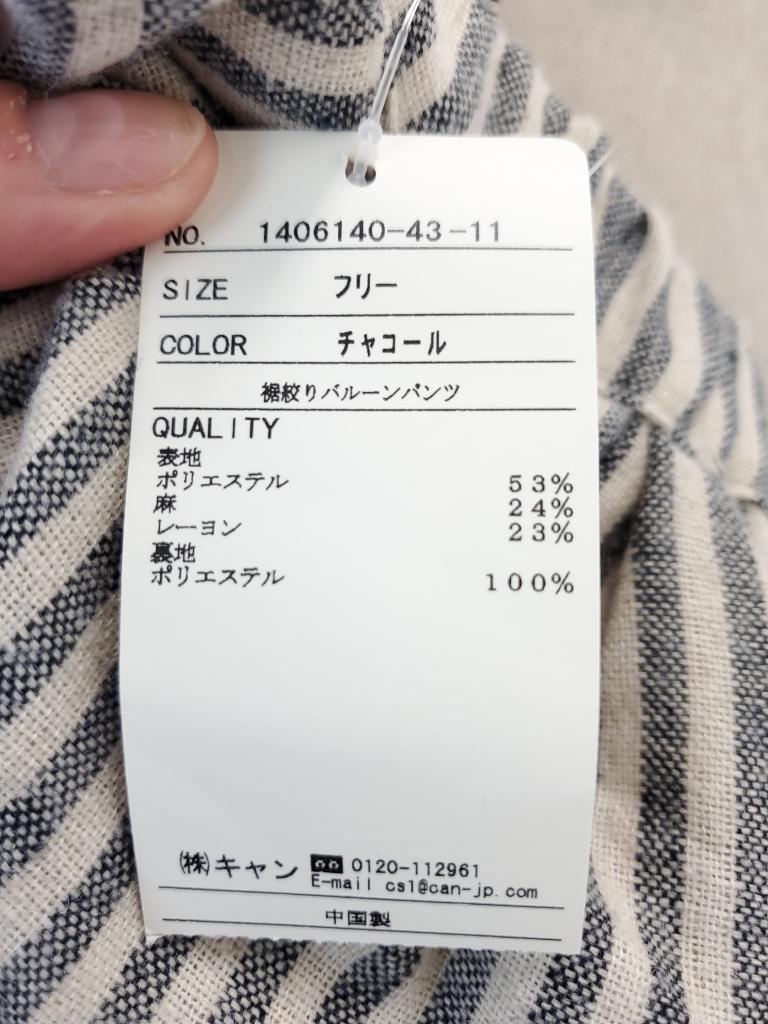 NO. 1406140-43-11
SIZE フリー
COLOR チャコール
裾絞りバルーンパンツ
QUALITY
表地
ポリエステル 53%
麻 24%
レーヨン 23%
裏地
ポリエステル 100%
㈱キャン 0120-112961
E-mail cs1@can-jp.com
中国製